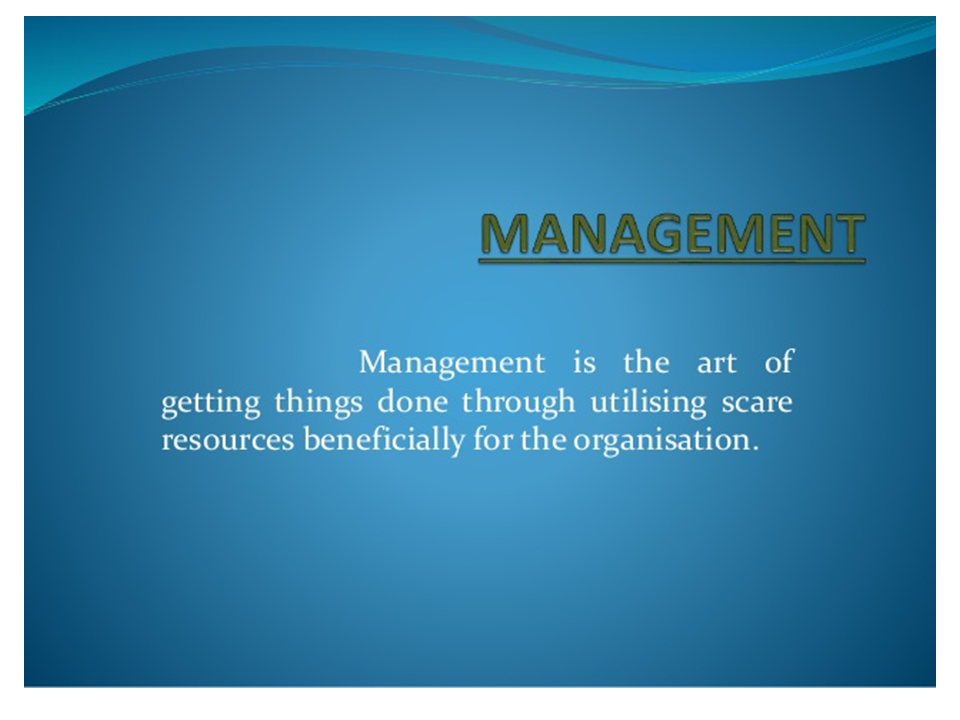 MANAGEMENT
Management is the art of
getting things done through utilising scare
resources beneficially for the organisation.